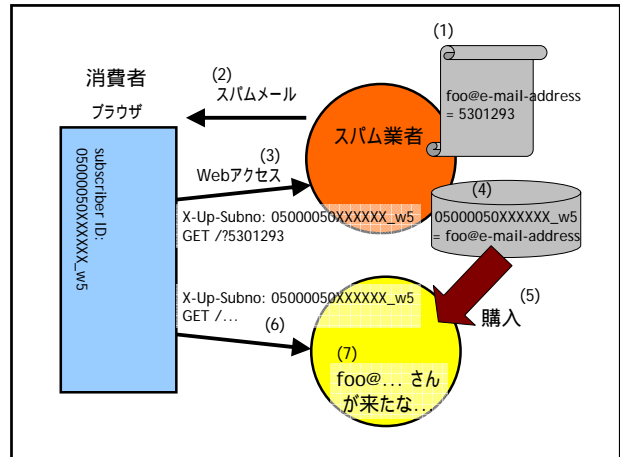 (1)
foo@e-mail-address
= 5301293
消費者
ブラウザ
(2)
スパムメール
スパム業者
subscriber ID:
05000050XXXXXX_w5
(3)
Webアクセス
X-Up-Subno: 05000050XXXXXX_w5
GET /?5301293
(4)
05000050XXXXXX_w5
= foo@e-mail-address
(5)
購入
X-Up-Subno: 05000050XXXXXX_w5
GET /...
(6)
(7)
foo@... さん
が来たな...